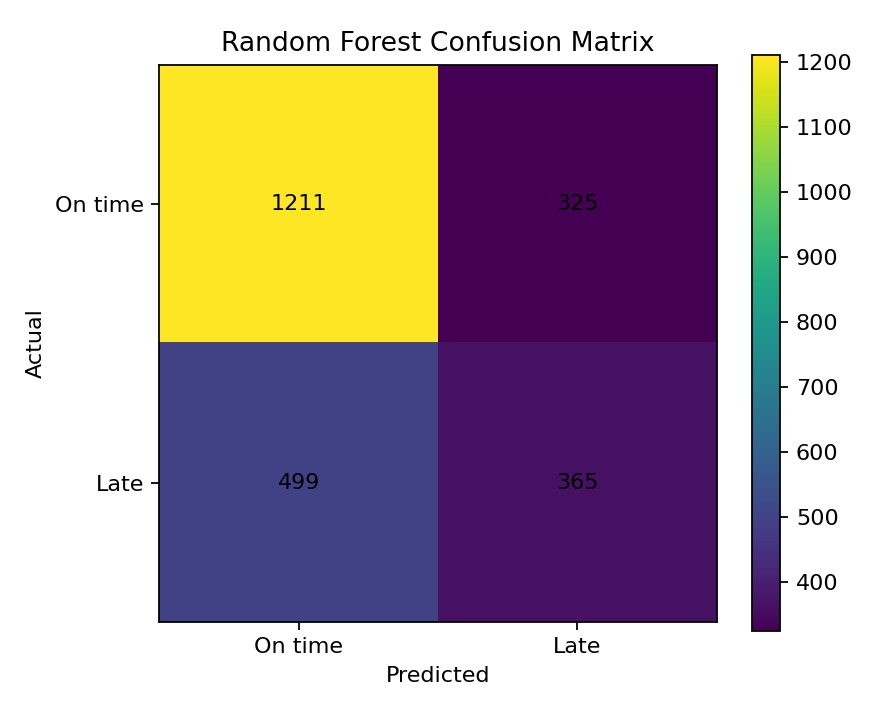 Random Forest Confusion Matrix
Actual
On time
Late
1211
325
499
365
On time
Late
Predicted
1200
1100
1000
900
800
700
600
500
400